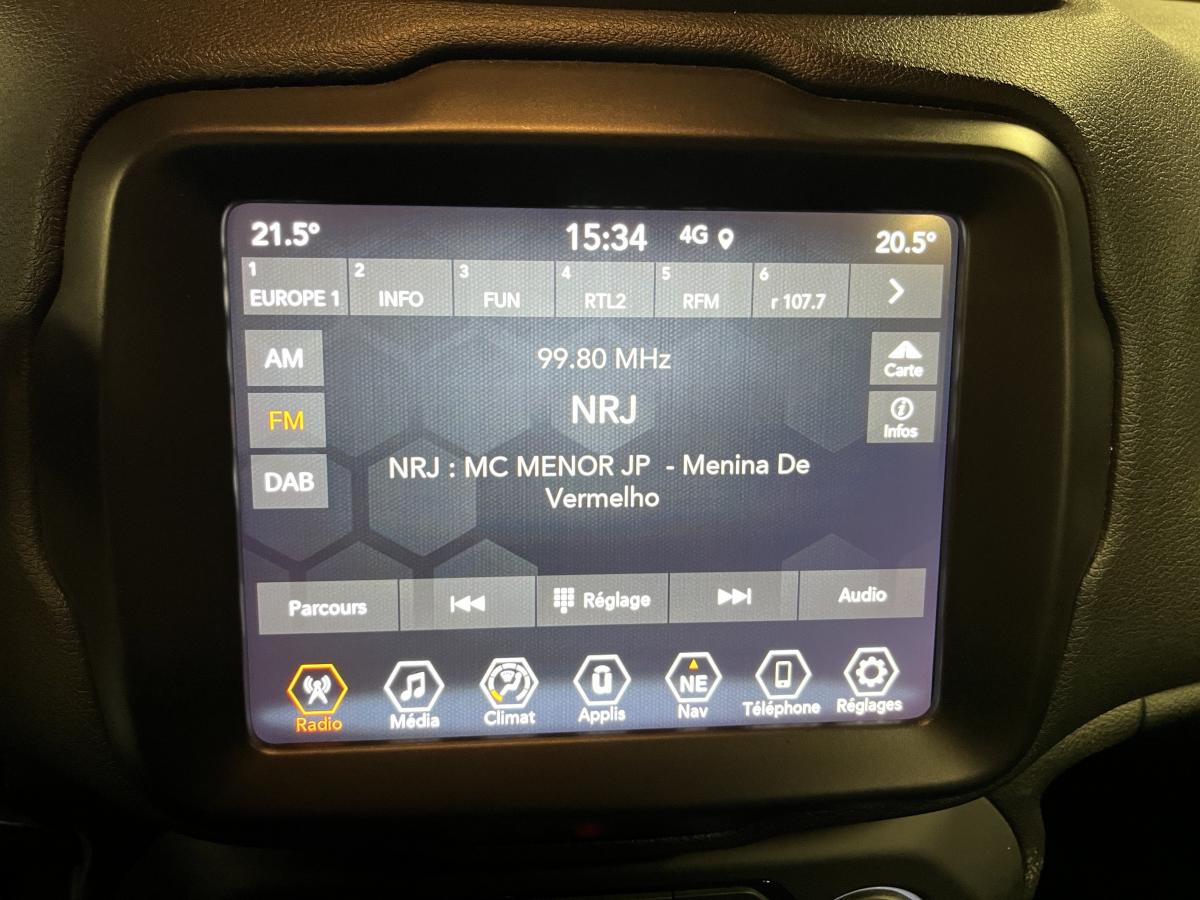 21.5° 15:34 4G 20.5°
1 2 3 4 5 6
EUROPE 1 INFO FUN RTL2 RFM r 107.7
AM 99.80 MHz Carte
FM NRJ Infos
DAB NRJ : MC MENOR JP - Menina De
Vermelho
Parcours Réglage Audio
NE
Radio Média Climat Applis Nav Téléphone Réglages